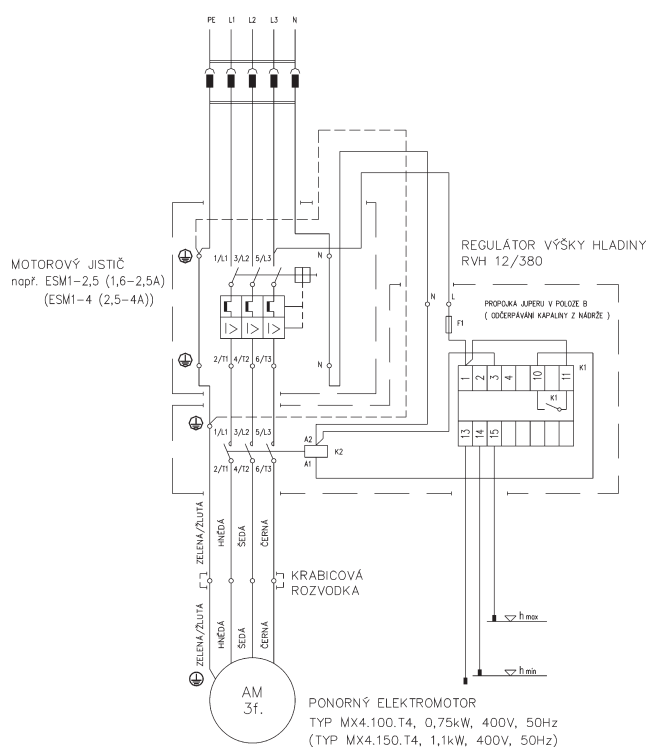 PE L1 L2 L3 N
MOTOROVÝ JISTIČ
např. ESM1-2,5 (1,6-2,5A)
(ESM1-4 (2,5-4A))
1/L1 3/L2 5/L3
N
2/T1 4/T2 6/T3
N
REGULÁTOR VÝŠKY HLADINY
RVH 12/380
N L
F1
PROPOJKA JUPERU V POLOZE B
( ODČERPÁVÁNÍ KAPALINY Z NÁDRŽE )
1 2 3 4 10 11
K1
K1
13 14 15
1/L1 3/L2 5/L3
A2
K2
A1
2/T1 4/T2 6/T3
ZELENÁ/ŽLUTÁ
HNĚDÁ
ŠEDÁ
ČERNÁ
KRABICOVÁ
ROZVODKA
ZELENÁ/ŽLUTÁ
HNĚDÁ
ŠEDÁ
ČERNÁ
h max
h min
AM
3f.
PONORNÝ ELEKTROMOTOR
TYP MX4.100.T4, 0,75kW, 400V, 50Hz
(TYP MX4.150.T4, 1,1kW, 400V, 50Hz)